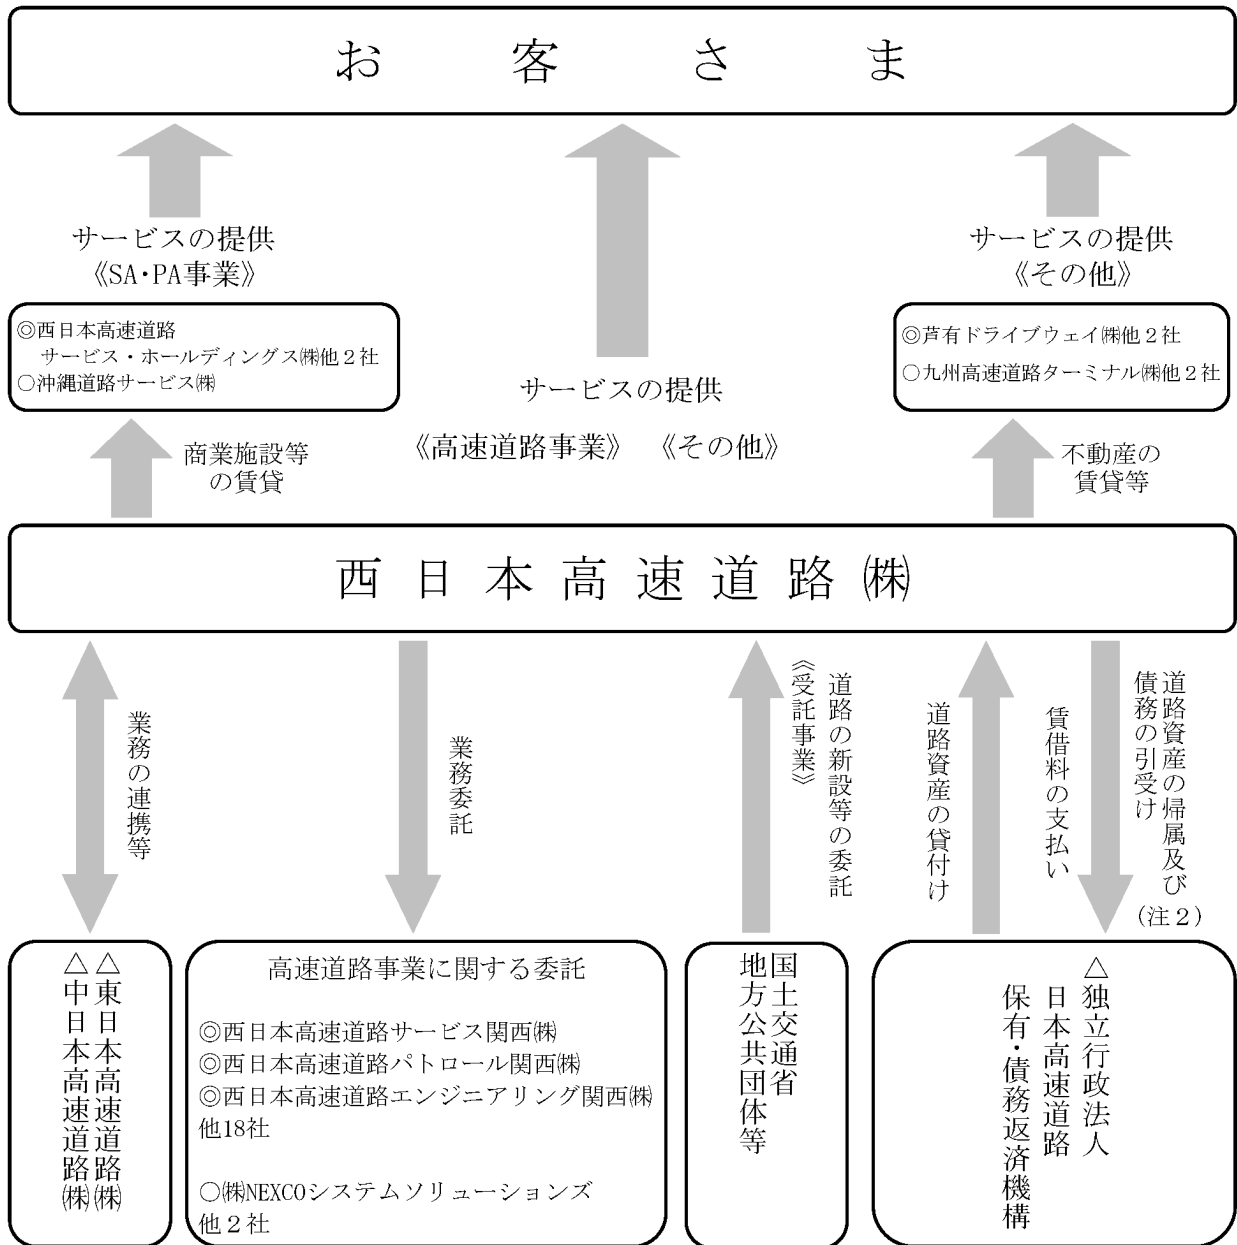 お客さま
サービスの提供
《SA・PA事業》
サービスの提供
《その他》
◎西日本高速道路
サービス・ホールディングス㈱他２社
○沖縄道路サービス㈱
◎芦有ドライブウェイ㈱他２社
○九州高速道路ターミナル㈱他２社
サービスの提供
《高速道路事業》 《その他》
商業施設等
の賃貸
不動産の
賃貸等
西日本高速道路㈱
業務の連携等
業務委託
道路の新設等の委託
《受託事業》
道路資産の貸付け
賃借料の支払い
道路資産の帰属及び
債務の引受け
(注２)
△東日本高速道路㈱
△中日本高速道路㈱
高速道路事業に関する委託
◎西日本高速道路サービス関西㈱
◎西日本高速道路パトロール関西㈱
◎西日本高速道路エンジニアリング関西㈱
他18社
○㈱NEXCOシステムソリューションズ
他２社
国土交通省
地方公共団体等
△独立行政法人
日本高速道路
保有・債務返済機構